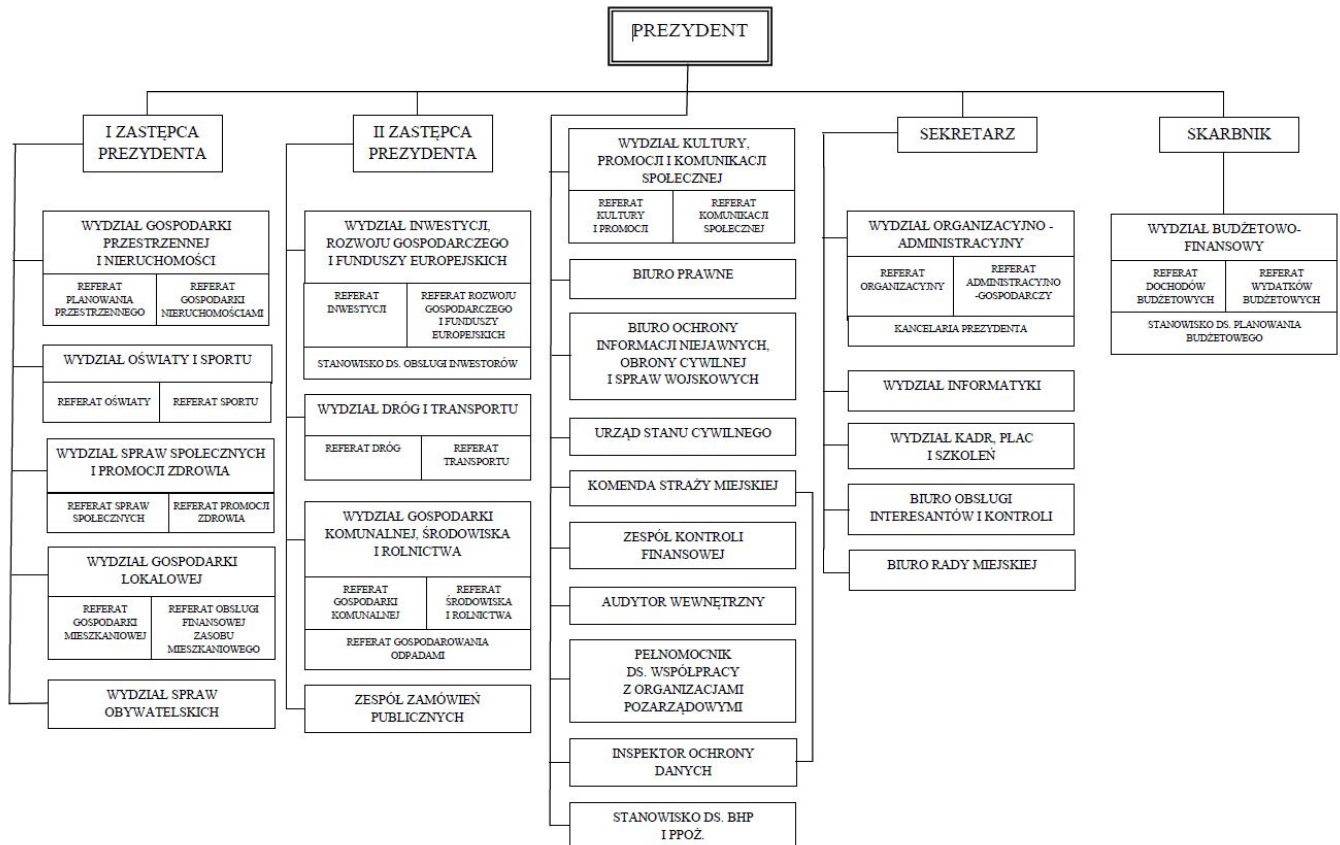 PREZYDENT
I ZASTĘPCA
PREZYDENTA
WYDZIAŁ GOSPODARKI
PRZESTRZENNEJ
I NIERUCHOMOŚCI
REFERAT
PLANOWANIA
PRZESTRZENNEGO
REFERAT
GOSPODARKI
NIERUCHOMOŚCIAMI
WYDZIAŁ OŚWIATY I SPORTU
REFERAT OŚWIATY
REFERAT SPORTU
WYDZIAŁ SPRAW SPOŁECZNYCH
I PROMOCJI ZDROWIA
REFERAT SPRAW
SPOŁECZNYCH
REFERAT PROMOCJI
ZDROWIA
WYDZIAŁ GOSPODARKI
LOKALOWEJ
REFERAT
GOSPODARKI
MIESZKANIOWEJ
REFERAT OBSŁUGI
FINANSOWEJ
ZASOBU
MIESZKANIOWEGO
WYDZIAŁ SPRAW
OBYWATELSKICH
II ZASTĘPCA
PREZYDENTA
WYDZIAŁ INWESTYCJI,
ROZWOJU GOSPODARCZEGO
I FUNDUSZY EUROPEJSKICH
REFERAT
INWESTYCJI
REFERAT ROZWOJU
GOSPODARCZEGO
I FUNDUSZY
EUROPEJSKICH
STANOWISKO DS. OBSŁUGI INWESTORÓW
WYDZIAŁ DRÓG I TRANSPORTU
REFERAT DRÓG
REFERAT
TRANSPORTU
WYDZIAŁ GOSPODARKI
KOMUNALNEJ, ŚRODOWISKA
I ROLNICTWA
REFERAT
GOSPODARKI
KOMUNALNEJ
REFERAT
ŚRODOWISKA
I ROLNICTWA
REFERAT GOSPODAROWANIA
ODPADAMI
ZESPÓŁ ZAMÓWIEŃ
PUBLICZNYCH
WYDZIAŁ KULTURY,
PROMOCJI I KOMUNIKACJI
SPOŁECZNEJ
REFERAT
KULTURY
I PROMOCJI
REFERAT
KOMUNIKACJI
SPOŁECZNEJ
BIURO PRAWNE
BIURO OCHRONY
INFORMACJI NIEJAWNYCH,
OBRONY CYWILNEJ
I SPRAW WOJSKOWYCH
URZĄD STANU CYWILNEGO
KOMENDA STRAŻY MIEJSKIEJ
ZESPÓŁ KONTROLI
FINANSOWEJ
AUDYTOR WEWNĘTRZNY
PEŁNOMOCNIK
DS. WSPÓŁPRACY
Z ORGANIZACJAMI
POZARZĄDOWYMI
INSPEKTOR OCHRONY
DANYCH
STANOWISKO DS. BHP
I PPOŻ.
SEKRETARZ
WYDZIAŁ ORGANIZACYJNO -
ADMINISTRACYJNY
REFERAT
ORGANIZACYJNY
REFERAT
ADMINISTRACYJNO
-GOSPODARCZY
KANCELARIA PREZYDENTA
WYDZIAŁ INFORMATYKI
WYDZIAŁ KADR, PŁAC
I SZKOLEŃ
BIURO OBSŁUGI
INTERESANTÓW I KONTROLI
BIURO RADY MIEJSKIEJ
SKARBNIK
WYDZIAŁ BUDŻETOWO-
FINANSOWY
REFERAT
DOCHODÓW
BUDŻETOWYCH
REFERAT
WYDATKÓW
BUDŻETOWYCH
STANOWISKO DS. PLANOWANIA
BUDŻETOWEGO